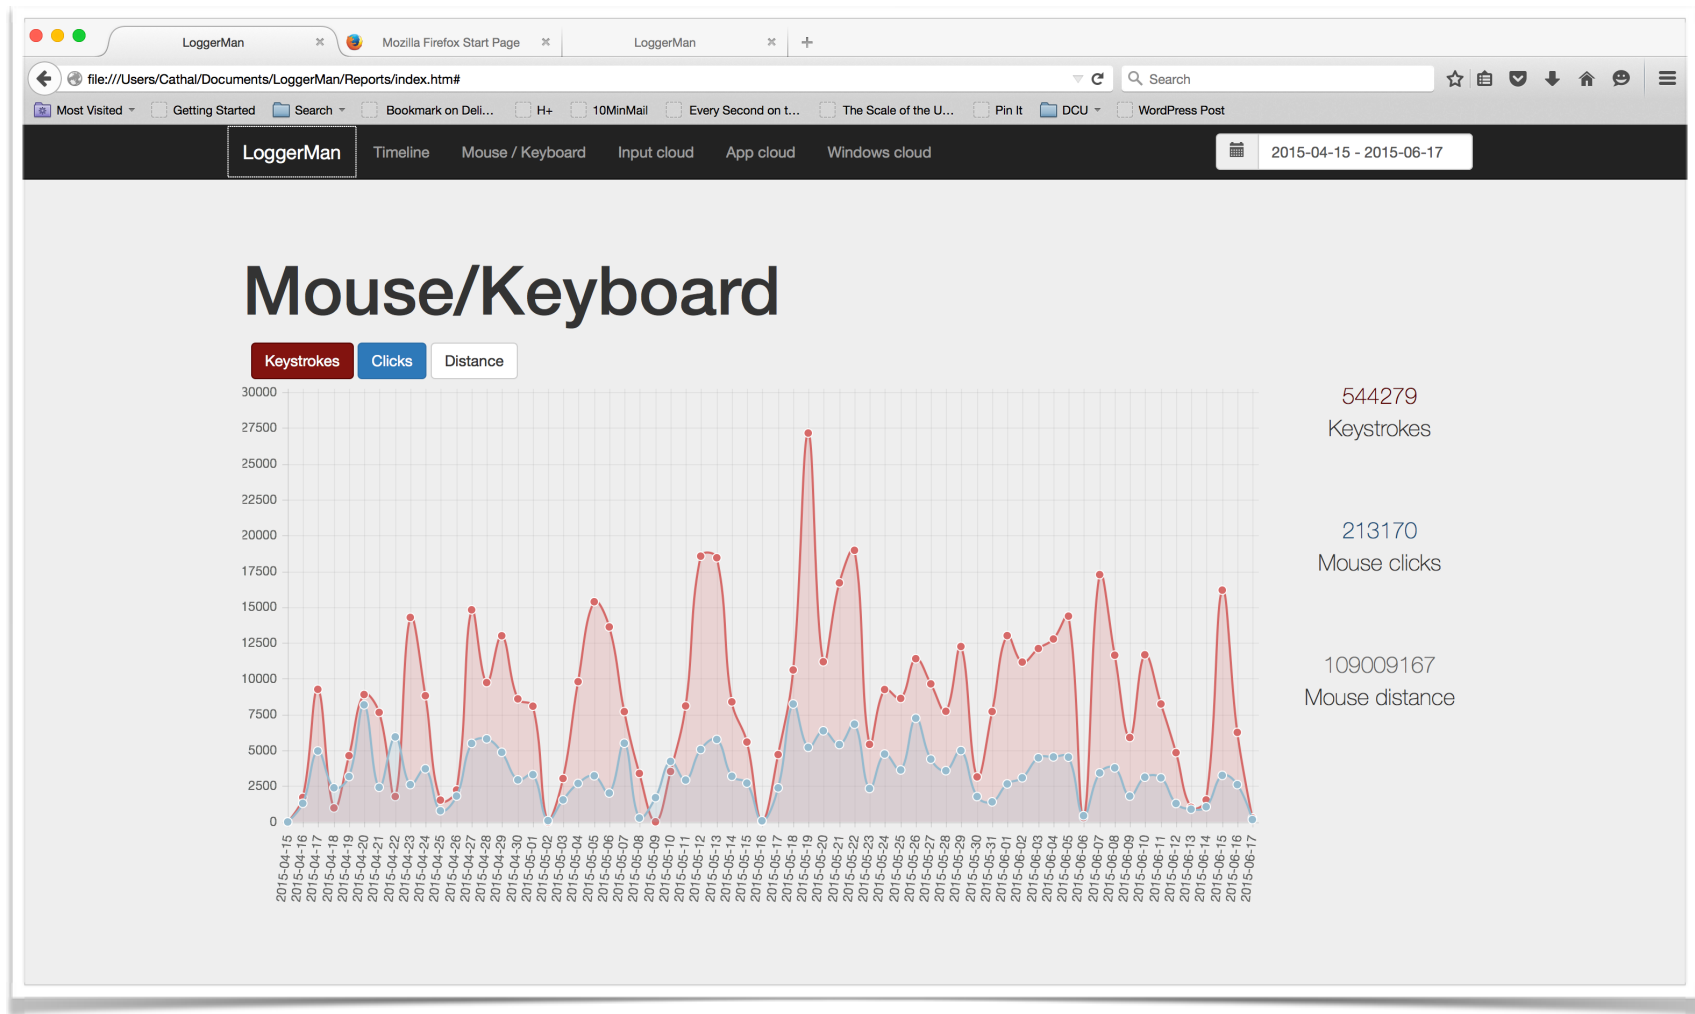 LoggerMan
Mozilla Firefox Start Page
LoggerMan
file:///Users/Cathal/Documents/LoggerMan/Reports/index.htm#
Search
Most Visited
Getting Started
Search
Bookmark on Deli...
H+
10MinMail
Every Second on t...
The Scale of the U...
Pin It
DCU
WordPress Post
LoggerMan
Timeline
Mouse / Keyboard
Input cloud
App cloud
Windows cloud
2015-04-15 - 2015-06-17
Mouse/Keyboard
Keystrokes
Clicks
Distance
30000
27500
25000
22500
20000
17500
15000
12500
10000
7500
5000
2500
0
544279
Keystrokes
213170
Mouse clicks
109009167
Mouse distance
2015-04-15
2015-04-16
2015-04-17
2015-04-18
2015-04-19
2015-04-20
2015-04-21
2015-04-22
2015-04-23
2015-04-24
2015-04-25
2015-04-26
2015-04-27
2015-04-28
2015-04-29
2015-04-30
2015-05-01
2015-05-02
2015-05-03
2015-05-04
2015-05-05
2015-05-06
2015-05-07
2015-05-08
2015-05-09
2015-05-10
2015-05-11
2015-05-12
2015-05-13
2015-05-14
2015-05-15
2015-05-16
2015-05-17
2015-05-18
2015-05-19
2015-05-20
2015-05-21
2015-05-22
2015-05-23
2015-05-24
2015-05-25
2015-05-26
2015-05-27
2015-05-28
2015-05-29
2015-05-30
2015-05-31
2015-06-01
2015-06-02
2015-06-03
2015-06-04
2015-06-05
2015-06-06
2015-06-07
2015-06-08
2015-06-09
2015-06-10
2015-06-11
2015-06-12
2015-06-13
2015-06-14
2015-06-15
2015-06-16
2015-06-17